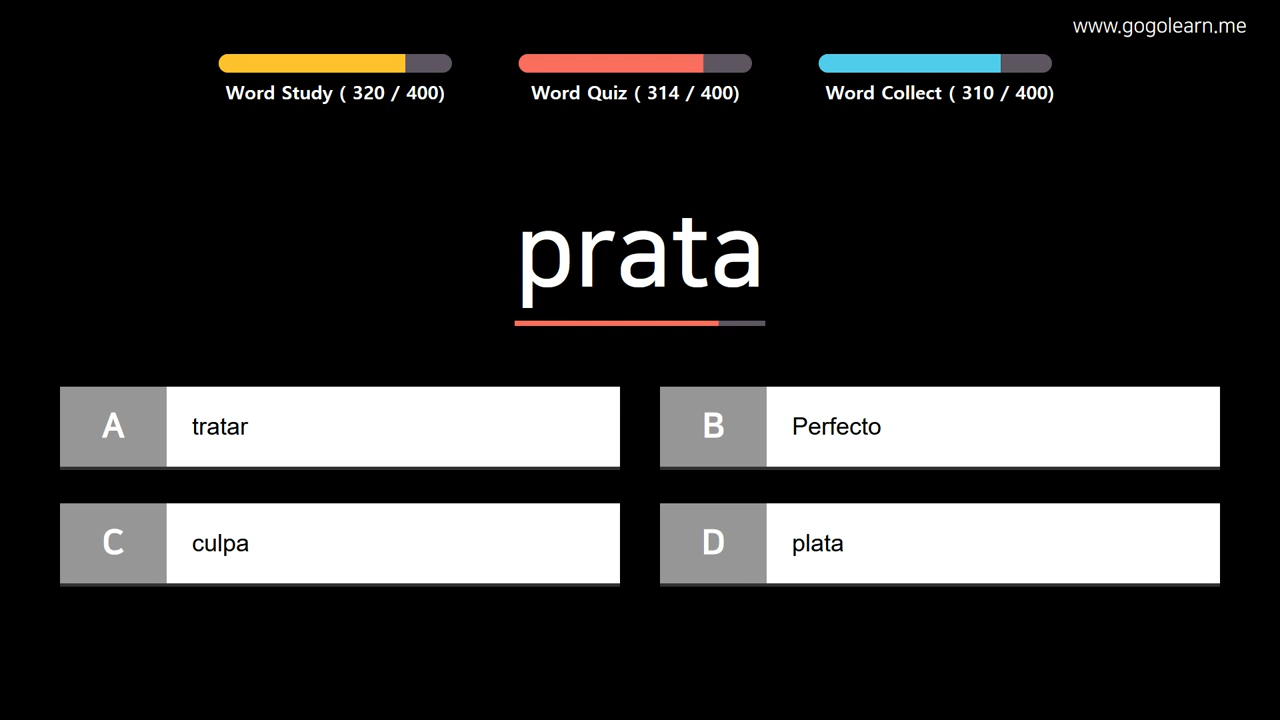 www.gogolearn.me
Word Study ( 320 / 400)
Word Quiz ( 314 / 400)
Word Collect ( 310 / 400)
prata
A tratar
B Perfecto
C culpa
D plata